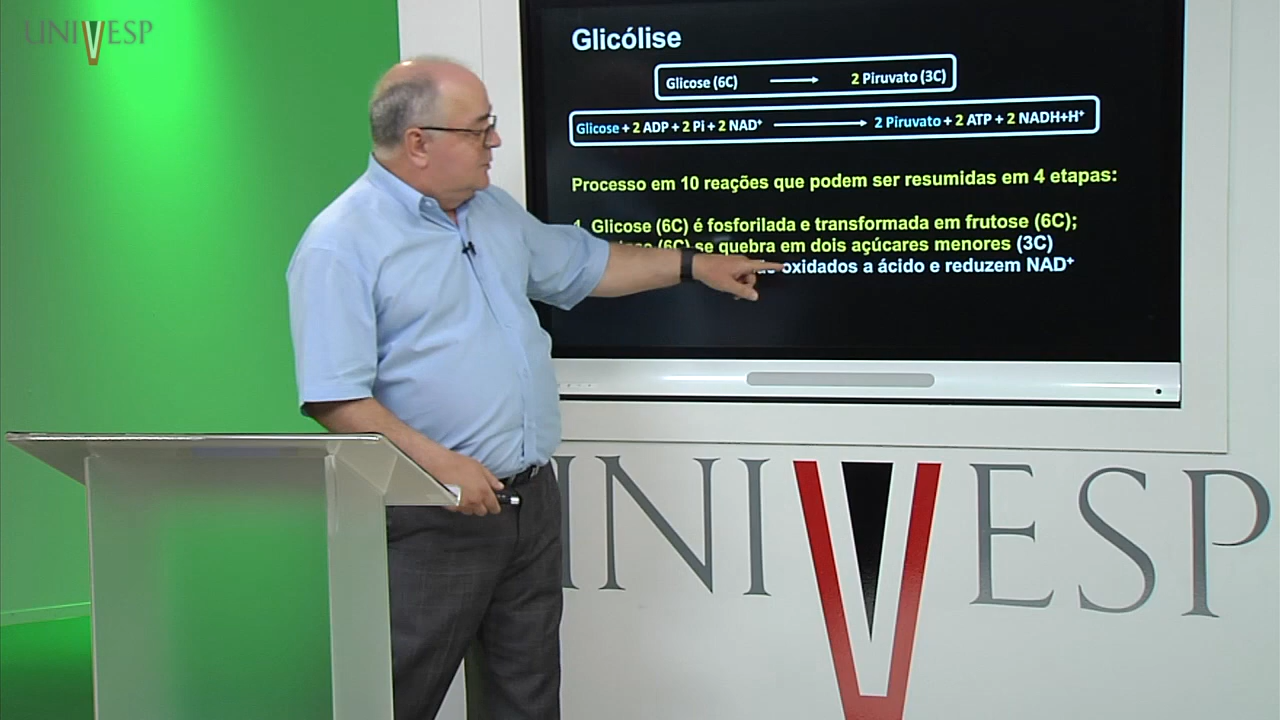 UNIVESP
Glicólise
Glicose (6C) → 2 Piruvato (3C)
Glicose + 2 ADP + 2 Pi + 2 NAD⁺ → 2 Piruvato + 2 ATP + 2 NADH+H⁺
Processo em 10 reações que podem ser resumidas em 4 etapas:
1. Glicose (6C) é fosforilada e transformada em frutose (6C);
(6C) se quebra em dois açúcares menores (3C)
oxidados a ácido e reduzem NAD⁺
UNIVESP